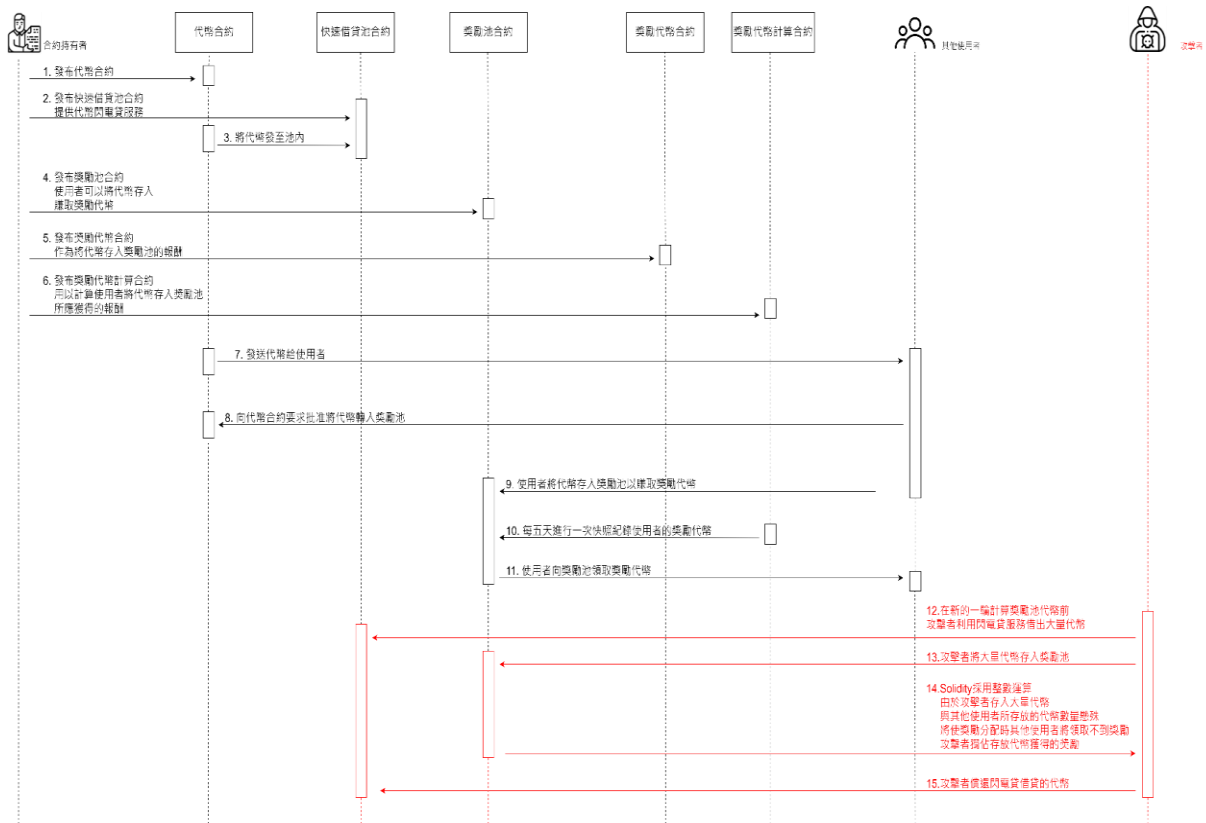 合約持有者
代幣合約
快速借貸池合約
獎勵池合約
獎勵代幣合約
獎勵代幣計算合約
其他使用者
攻擊者
1. 發布代幣合約
2. 發布快速借貸池合約
提供代幣閃電貸服務
3. 將代幣發至池內
4. 發布獎勵池合約
使用者可以將代幣存入
賺取獎勵代幣
5. 發布獎勵代幣合約
作為將代幣存入獎勵池的報酬
6. 發布獎勵代幣計算合約
用以計算使用者將代幣存入獎勵池
所應獲得的報酬
7. 發送代幣給使用者
8. 向代幣合約要求批准將代幣轉入獎勵池
9. 使用者將代幣存入獎勵池以賺取獎勵代幣
10. 每五天進行一次快照紀錄使用者的獎勵代幣
11. 使用者向獎勵池領取獎勵代幣
12.在新的一輪計算獎勵池代幣前
攻擊者利用閃電貸服務借出大量代幣
13.攻擊者將大量代幣存入獎勵池
14.Solidity採用整數運算
由於攻擊者存入大量代幣
與其他使用者所存放的代幣數量懸殊
將使獎勵分配時其他使用者將領取不到獎勵
攻擊者獨佔存放代幣獲得的獎勵
15.攻擊者償還閃電貸借貸的代幣